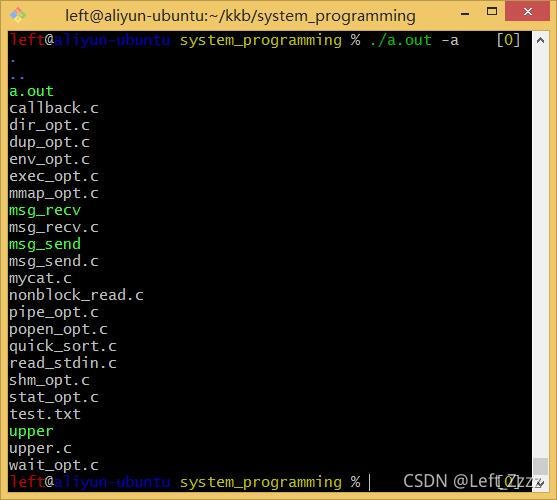 left@aliyun-ubuntu:~/kkb/system_programming
left@aliyun-ubuntu system_programming % ./a.out -a [0]
.
..
a.out
callback.c
dir_opt.c
dup_opt.c
env_opt.c
exec_opt.c
mmap_opt.c
msg_recv
msg_recv.c
msg_send
msg_send.c
mycat.c
nonblock_read.c
pipe_opt.c
popen_opt.c
quick_sort.c
read_stdin.c
shm_opt.c
stat_opt.c
test.txt
upper
upper.c
wait_opt.c
left@aliyun-ubuntu system_programming % [0]
CSDN @Left_Zzzz